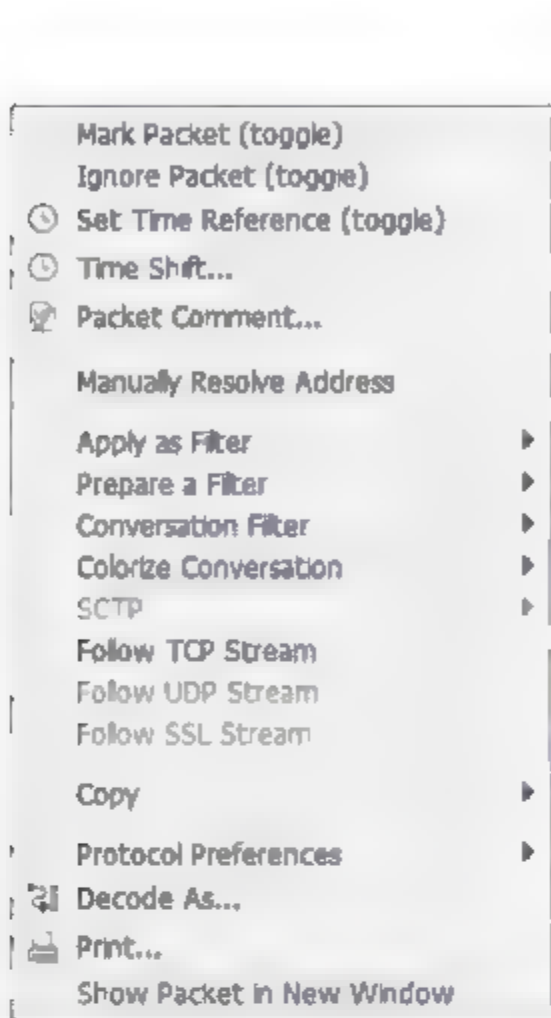 Mark Packet (toggle)
Ignore Packet (toggle)
Set Time Reference (toggle)
Time Shift...
Packet Comment...
Manually Resolve Address
Apply as Filter
Prepare a Filter
Conversation Filter
Colorize Conversation
SCTP
Follow TCP Stream
Follow UDP Stream
Follow SSL Stream
Copy
Protocol Preferences
Decode As...
Print...
Show Packet in New Window